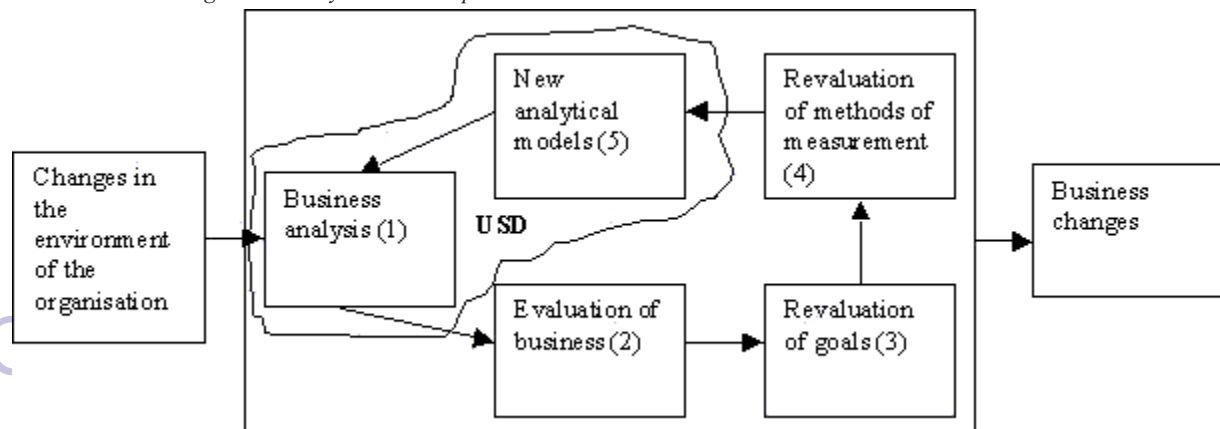 Changes in
the
environment
of the
organisation
Business
analysis (1)
New
analytical
models (5)
USD
Evaluation of
business (2)
Revaluation
of goals (3)
Revaluation
of methods of
measurement
(4)
Business
changes